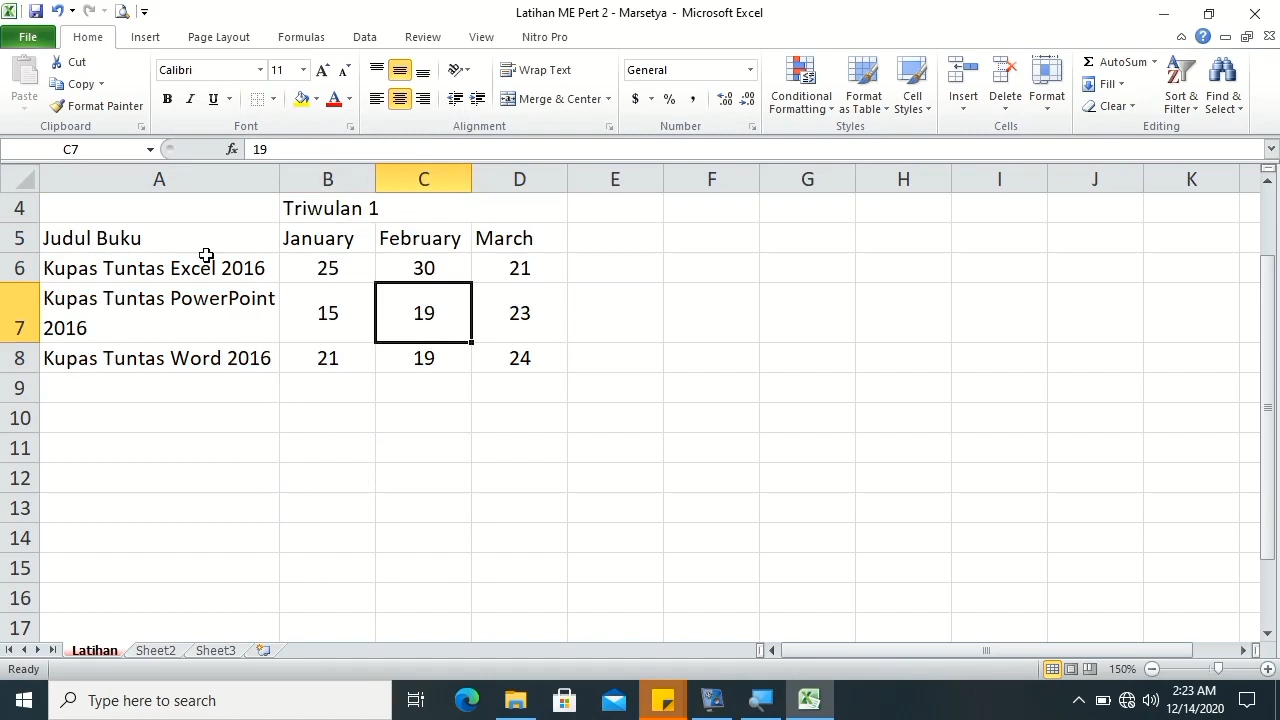 Latihan ME Pert 2 - Marsetya - Microsoft Excel
File Home Insert Page Layout Formulas Data Review View Nitro Pro
Paste
Cut
Copy
Format Painter
Clipboard
Calibri 11
B I U
Font
Wrap Text
Merge & Center
Alignment
General
$ % ,
Number
Conditional Formatting
Format as Table
Cell Styles
Styles
Insert Delete Format
Cells
Σ AutoSum
Fill
Clear
Sort & Filter
Find & Select
Editing
C7 fx 19
A B C D E F G H I J K
4 Triwulan 1
5 Judul Buku January February March
6 Kupas Tuntas Excel 2016 25 30 21
7 Kupas Tuntas PowerPoint 2016 15 19 23
8 Kupas Tuntas Word 2016 21 19 24
9
10
11
12
13
14
15
16
17
Latihan Sheet2 Sheet3
Ready 150%
Type here to search
2:23 AM
12/14/2020